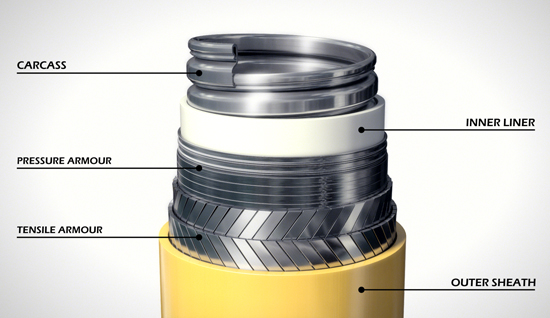 CARCASS
INNER LINER
PRESSURE ARMOUR
TENSILE ARMOUR
OUTER SHEATH